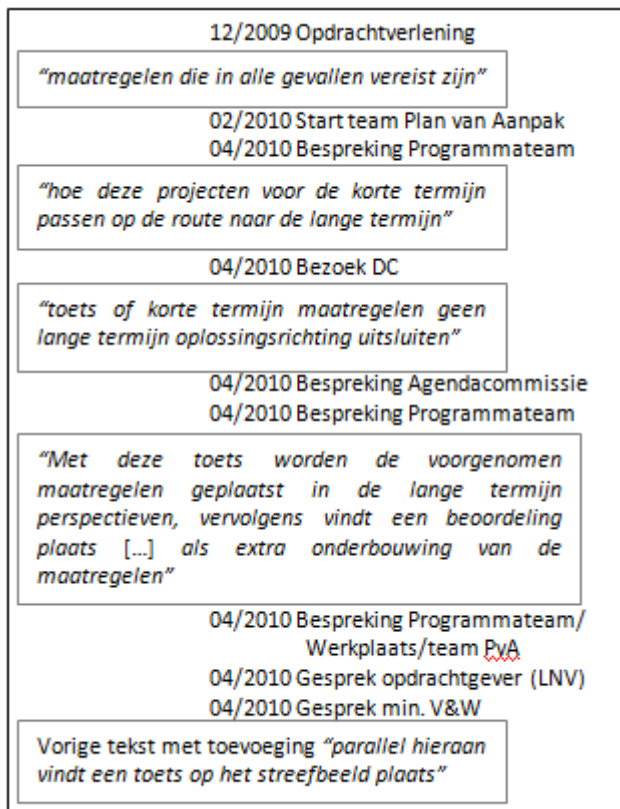 12/2009 Opdrachtverlening
“maatregelen die in alle gevallen vereist zijn”
02/2010 Start team Plan van Aanpak
04/2010 Bespreking Programmateam
“hoe deze projecten voor de korte termijn
passen op de route naar de lange termijn”
04/2010 Bezoek DC
“toets of korte termijn maatregelen geen
lange termijn oplossingsrichting uitsluiten”
04/2010 Bespreking Agendacommissie
04/2010 Bespreking Programmateam
“Met deze toets worden de voorgenomen
maatregelen geplaatst in de lange termijn
perspectieven, vervolgens vindt een beoordeling
plaats [...] als extra onderbouwing van de
maatregelen”
04/2010 Bespreking Programmateam/
Werkplaats/team PvA
04/2010 Gesprek opdrachtgever (LNV)
04/2010 Gesprek min. V&W
Vorige tekst met toevoeging “parallel hieraan
vindt een toets op het streefbeeld plaats”